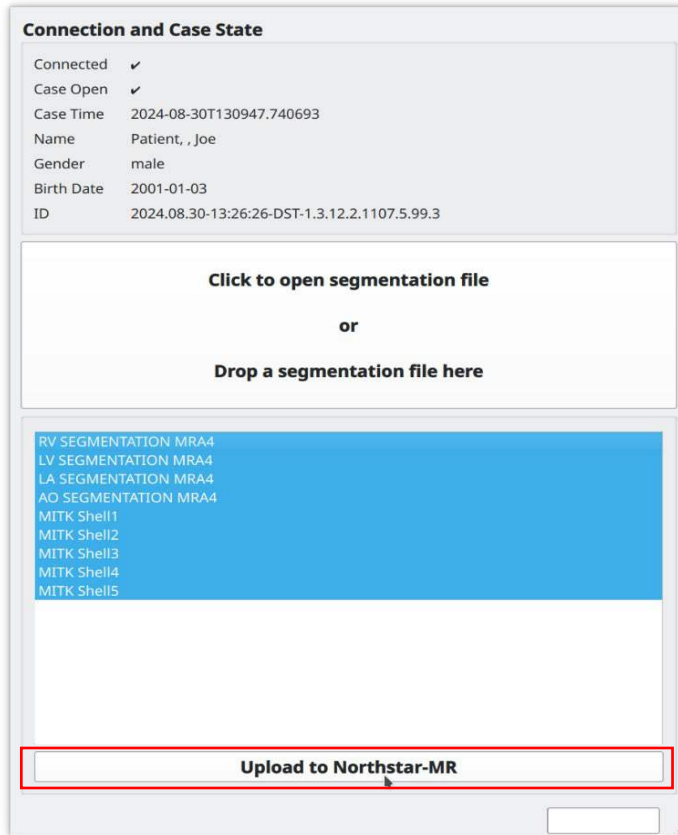 Connection and Case State
Connected ✔
Case Open ✔
Case Time 2024-08-30T130947.740693
Name Patient, , Joe
Gender male
Birth Date 2001-01-03
ID 2024.08.30-13:26:26-DST-1.3.12.2.1107.5.99.3
Click to open segmentation file
or
Drop a segmentation file here
RV SEGMENTATION MRA4
LV SEGMENTATION MRA4
LA SEGMENTATION MRA4
AO SEGMENTATION MRA4
MITK Shell1
MITK Shell2
MITK Shell3
MITK Shell4
MITK Shell5
Upload to Northstar-MR